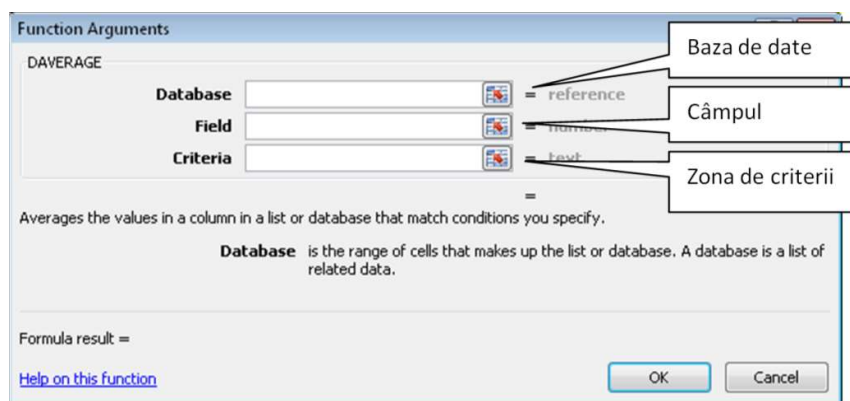 Function Arguments
DAVERAGE
Baza de date
Database = reference
Câmpul
Field = number
Criteria = text
Zona de criterii
=
Averages the values in a column in a list or database that match conditions you specify.
Database is the range of cells that makes up the list or database. A database is a list of
related data.
Formula result =
Help on this function
OK Cancel